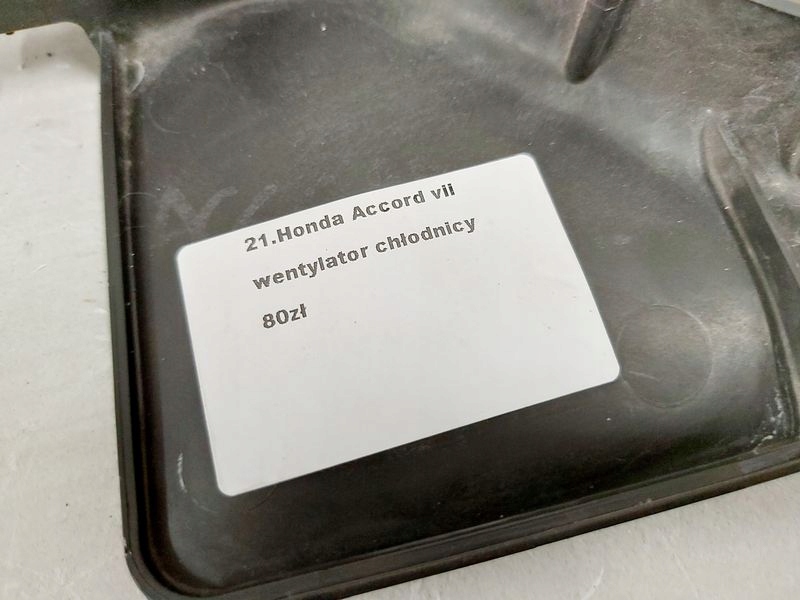 21.Honda Accord vii
wentylator chłodnicy
80zł